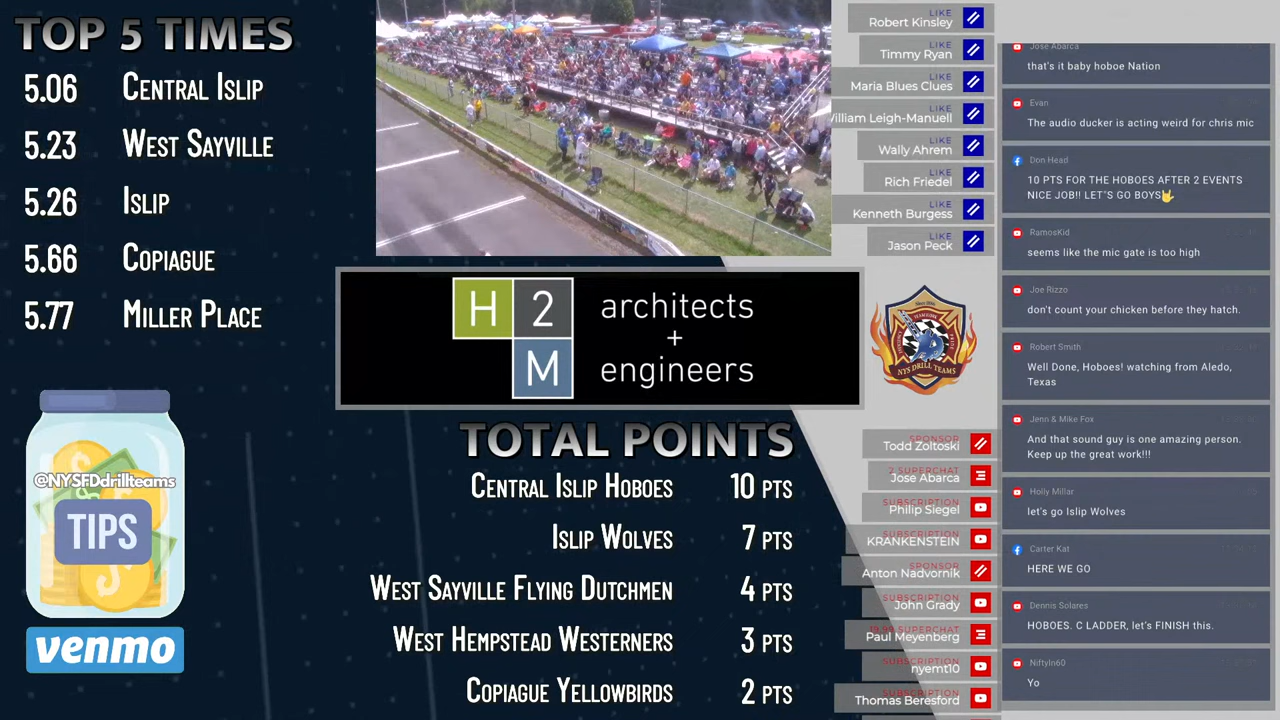 TOP 5 TIMES
5.06 CENTRAL ISLIP
5.23 WEST SAYVILLE
5.26 ISLIP
5.66 COPIAGUE
5.77 MILLER PLACE
@NYSFDdrillteams
TIPS
venmo
H2M
architects
+
engineers
TOTAL POINTS
CENTRAL ISLIP HOBOES 10 PTS
ISLIP WOLVES 7 PTS
WEST SAYVILLE FLYING DUTCHMEN 4 PTS
WEST HEMPSTEAD WESTERNERS 3 PTS
COPIAGUE YELLOWBIRDS 2 PTS
LIKE
Robert Kinsley
LIKE
Timmy Ryan
LIKE
Maria Blues Clues
LIKE
William Leigh-Manuell
LIKE
Wally Ahrem
LIKE
Rich Friedel
LIKE
Kenneth Burgess
LIKE
Jason Peck
NYS DRILL TEAMS
SPONSOR
Todd Zoltoski
SUPERCHAT
Jose Abarca
SUBSCRIPTION
Philip Siegel
SUBSCRIPTION
KRANKENSTEIN
SPONSOR
Anton Nadvornik
SUBSCRIPTION
John Grady
SUPERCHAT
Paul Meyenberg
SUBSCRIPTION
nyemt10
SUBSCRIPTION
Thomas Beresford
Jose Abarca
that's it baby hoboe Nation
Evan
The audio ducker is acting weird for chris mic
Don Head
10 PTS FOR THE HOBOES AFTER 2 EVENTS
NICE JOB!! LET'S GO BOYS🤟
RamosKid
seems like the mic gate is too high
Joe Rizzo
don't count your chicken before they hatch.
Robert Smith
Well Done, Hoboes! watching from Aledo,
Texas
Jenn & Mike Fox
And that sound guy is one amazing person.
Keep up the great work!!!
Holly Millar
let's go Islip Wolves
Carter Kat
HERE WE GO
Dennis Solares
HOBOES. C LADDER, let's FINISH this.
NiftyIn60
Yo